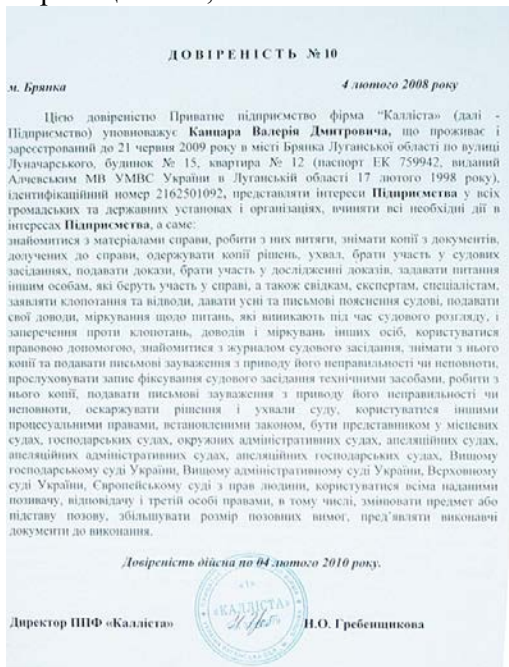 ДОВІРЕНІСТЬ №10
м. Брянка 4 лютого 2008 року
Цією довіреністю Приватне підприємство фірма “Калліста” (далі -
Підприємство) уповноважує Канцара Валерія Дмитровича, що проживає і
зареєстрований до 21 червня 2009 року в місті Брянка Луганської області по вулиці
Луначарського, будинок № 15, квартира № 12 (паспорт ЕК 759942, виданий
Алчевським МВ УМВС України в Луганській області 17 лютого 1998 року),
ідентифікаційний номер 2162501092, представляти інтереси Підприємства у всіх
громадських та державних установах і організаціях, вчиняти всі необхідні дії в
інтересах Підприємства, а саме:
знайомитися з матеріалами справи, робити з них витяги, знімати копії з документів,
долучених до справи, одержувати копії рішень, ухвал, брати участь у судових
засіданнях, подавати докази, брати участь у дослідженні доказів, задавати питання
іншим особам, які беруть участь у справі, а також свідкам, експертам, спеціалістам,
заявляти клопотання та відводи, давати усні та письмові пояснення судові, подавати
свої доводи, міркування щодо питань, які виникають під час судового розгляду, і
заперечення проти клопотань, доводів і міркувань інших осіб, користуватися
правовою допомогою, знайомитися з журналом судового засідання, знімати з нього
копії та подавати письмові зауваження з приводу його неправильності чи неповноти,
прослуховувати запис фіксування судового засідання технічними засобами, робити з
нього копії, подавати письмові зауваження з приводу його неправильності чи
неповноти, оскаржувати рішення і ухвали суду, користуватися іншими
процесуальними правами, встановленими законом, бути представником у місцевих
судах, господарських судах, окружних адміністративних судах, апеляційних судах,
апеляційних адміністративних судах, апеляційних господарських судах, Вищому
господарському суді України, Вищому адміністративному суді України, Верховному
суді України, Європейському суді з прав людини, користуватися всіма наданими
позивачу, відповідачу і третій особі правами, в тому числі, змінювати предмет або
підставу позову, збільшувати розмір позовних вимог, пред’являти виконавчі
документи до виконання.
Довіреність дійсна по 04 лютого 2010 року.
«КАЛЛІСТА»
Директор ППФ «Калліста» Н.О. Гребенщикова